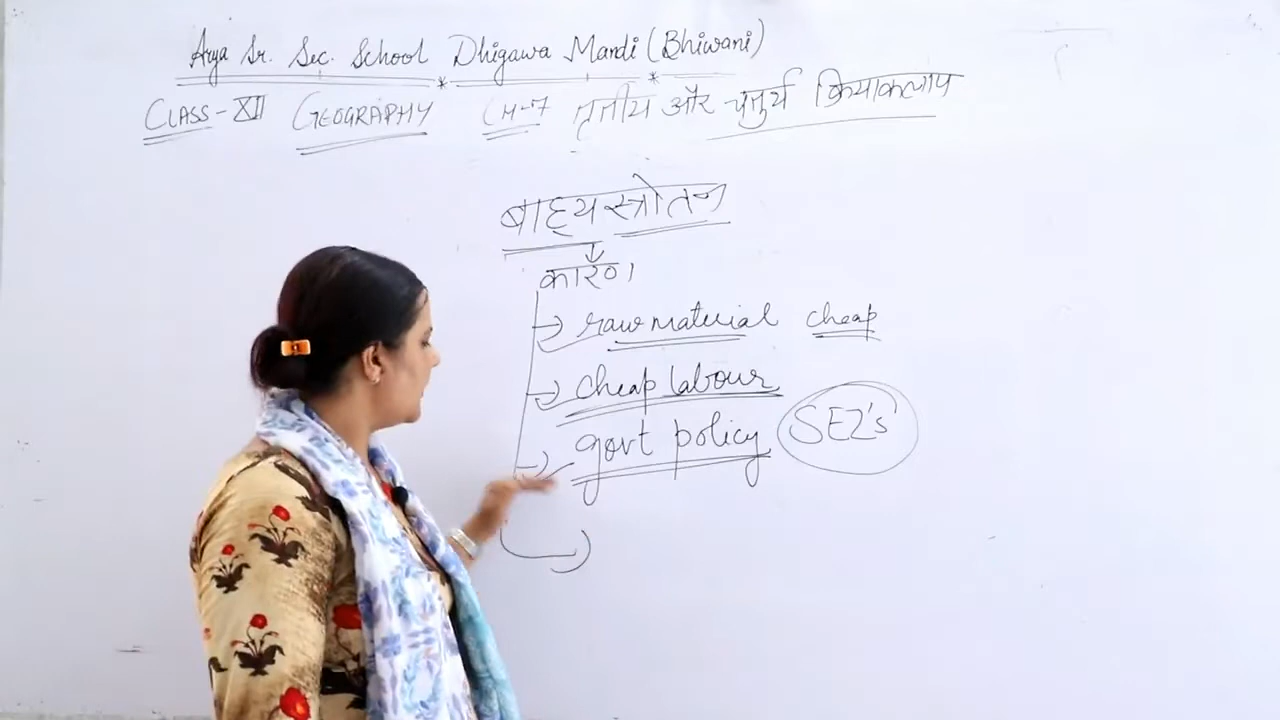 Arya Sr. Sec. School Dhigawa Mandi (Bhiwani)
CLASS-XII GEOGRAPHY CH-7 तृतीय और चतुर्थ क्रियाकलाप
बाह्यस्त्रोतन
कारण
raw material cheap
cheap labour
govt policy SEZ's'